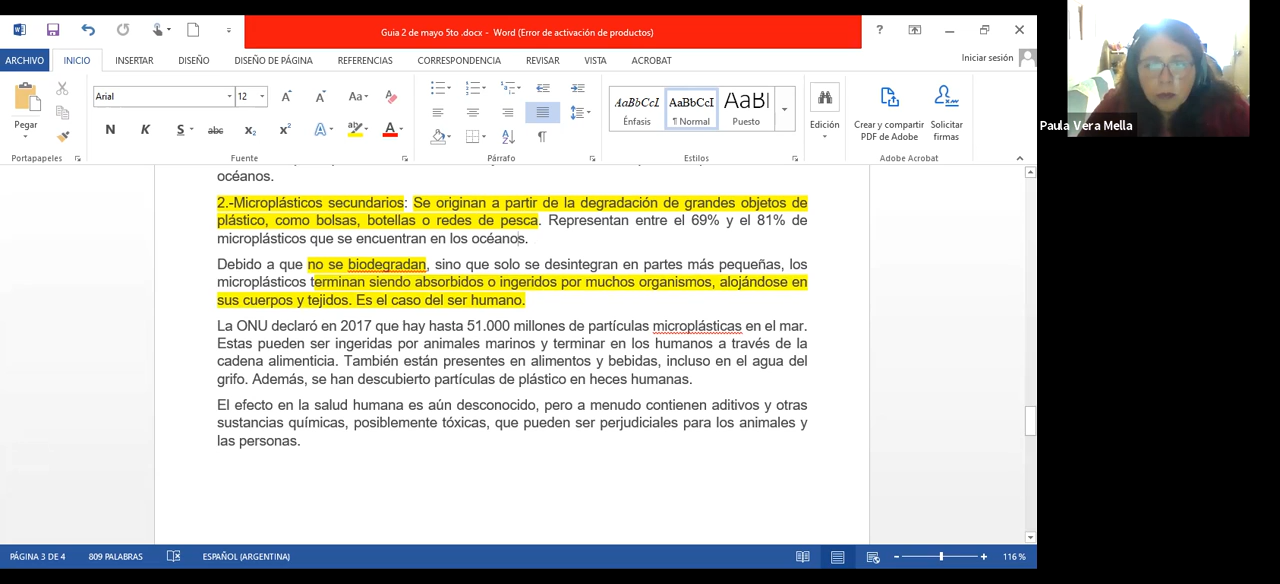 Guia 2 de mayo 5to .docx - Word (Error de activación de productos)
ARCHIVO INICIO INSERTAR DISEÑO DISEÑO DE PÁGINA REFERENCIAS CORRESPONDENCIA REVISAR VISTA ACROBAT Iniciar sesión
Pegar
Arial 12
Aa
N K S abc x₂ x² A A
AaBbCcI AaBbCcI AaBbI
Énfasis ¶ Normal Puesto
Edición
Crear y compartir PDF de Adobe
Solicitar firmas
Portapapeles Fuente Párrafo Estilos Adobe Acrobat
Paula Vera Mella
océanos.
2.-Microplásticos secundarios: Se originan a partir de la degradación de grandes objetos de
plástico, como bolsas, botellas o redes de pesca. Representan entre el 69% y el 81% de
microplásticos que se encuentran en los océanos.
Debido a que no se biodegradan, sino que solo se desintegran en partes más pequeñas, los
microplásticos terminan siendo absorbidos o ingeridos por muchos organismos, alojándose en
sus cuerpos y tejidos. Es el caso del ser humano.
La ONU declaró en 2017 que hay hasta 51.000 millones de partículas microplásticas en el mar.
Estas pueden ser ingeridas por animales marinos y terminar en los humanos a través de la
cadena alimenticia. También están presentes en alimentos y bebidas, incluso en el agua del
grifo. Además, se han descubierto partículas de plástico en heces humanas.
El efecto en la salud humana es aún desconocido, pero a menudo contienen aditivos y otras
sustancias químicas, posiblemente tóxicas, que pueden ser perjudiciales para los animales y
las personas.
PÁGINA 3 DE 4 809 PALABRAS ESPAÑOL (ARGENTINA) 116 %